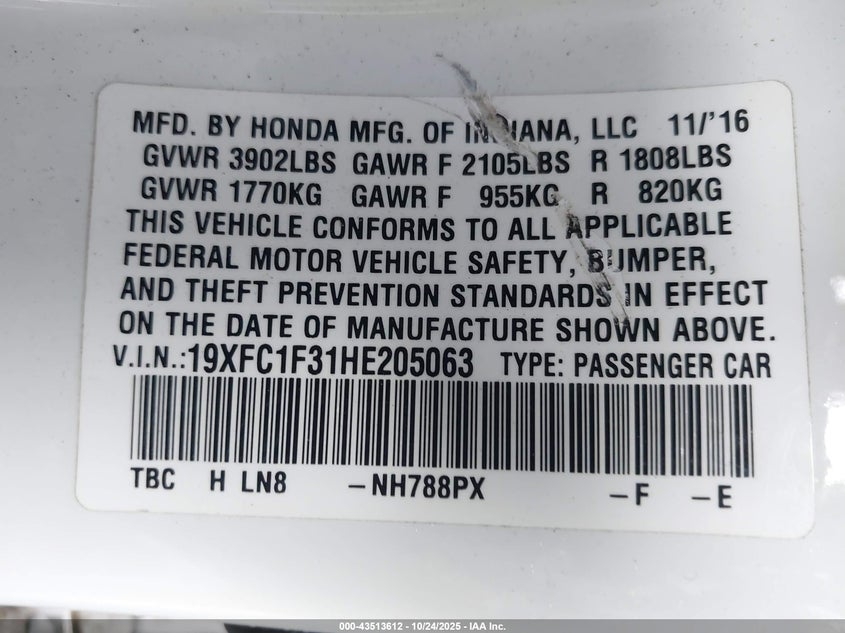 MFD. BY HONDA MFG. OF INDIANA, LLC 11/'16
GVWR 3902LBS GAWR F 2105LBS R 1808LBS
GVWR 1770KG GAWR F 955KG R 820KG
THIS VEHICLE CONFORMS TO ALL APPLICABLE
FEDERAL MOTOR VEHICLE SAFETY, BUMPER,
AND THEFT PREVENTION STANDARDS IN EFFECT
ON THE DATE OF MANUFACTURE SHOWN ABOVE.
V.I.N.:19XFC1F31HE205063 TYPE: PASSENGER CAR
TBC H LN8 -NH788PX -F -E
000-43513612 - 10/24/2025 - IAA Inc.